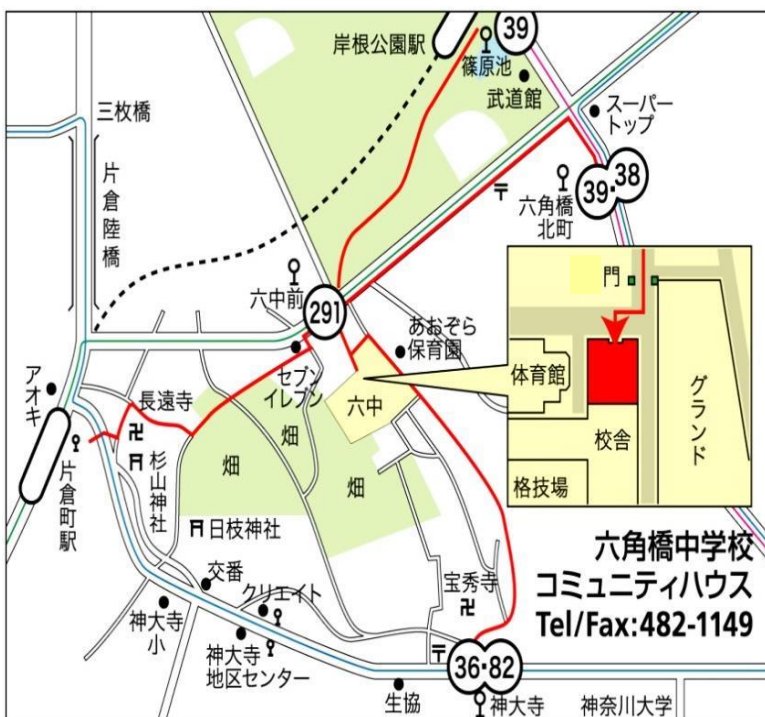 岸根公園駅
39
篠原池
武道館
スーパー
トップ
三枚橋
片倉陸橋
〒
六角橋
北町
39・38
六中前
291
あおぞら
保育園
セブン
イレブン
六中
門
体育館
グランド
校舎
格技場
アオキ
長遠寺
卍
杉山神社
片倉町駅
畑
畑
畑
日枝神社
交番
クリエイト
神大寺
小
神大寺
地区センター
宝秀寺
卍
〒
36・82
生協
神大寺
神奈川大学
六角橋中学校
コミュニティハウス
Tel/Fax:482-1149